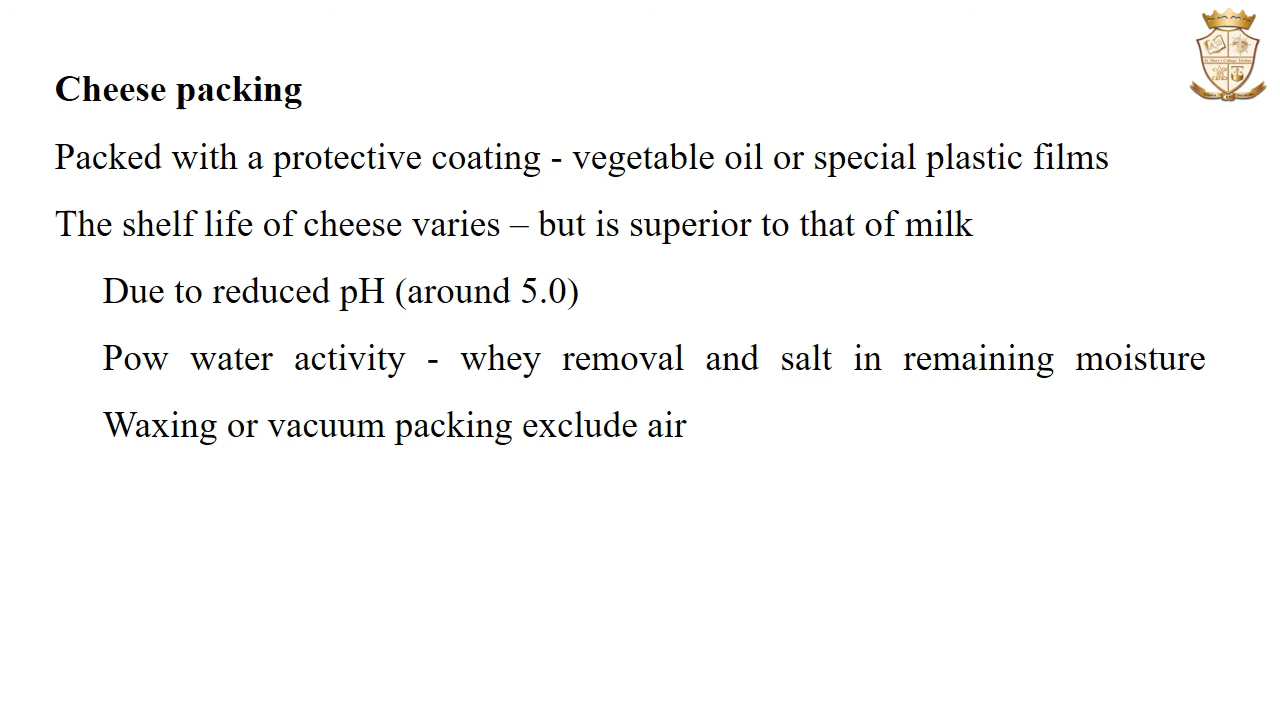 Cheese packing
Packed with a protective coating - vegetable oil or special plastic films
The shelf life of cheese varies – but is superior to that of milk
Due to reduced pH (around 5.0)
Pow water activity - whey removal and salt in remaining moisture
Waxing or vacuum packing exclude air